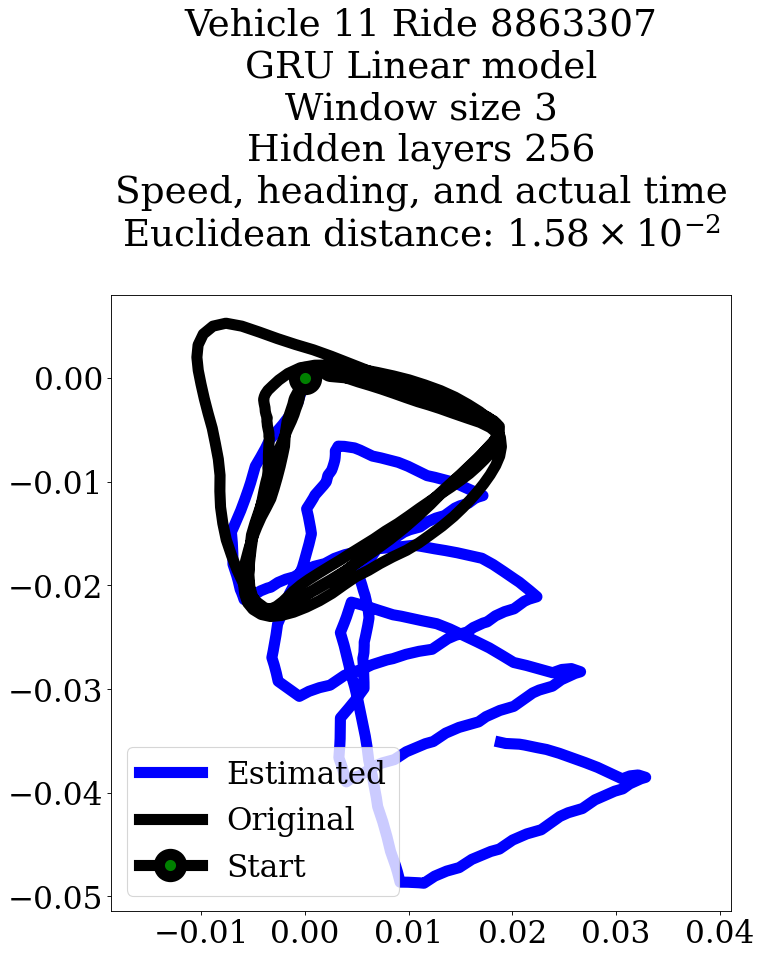 Vehicle 11 Ride 8863307
GRU Linear model
Window size 3
Hidden layers 256
Speed, heading, and actual time
Euclidean distance: 1.58 × 10⁻²
0.00
−0.01
−0.02
−0.03
−0.04
−0.05
Estimated
Original
Start
−0.01 0.00 0.01 0.02 0.03 0.04